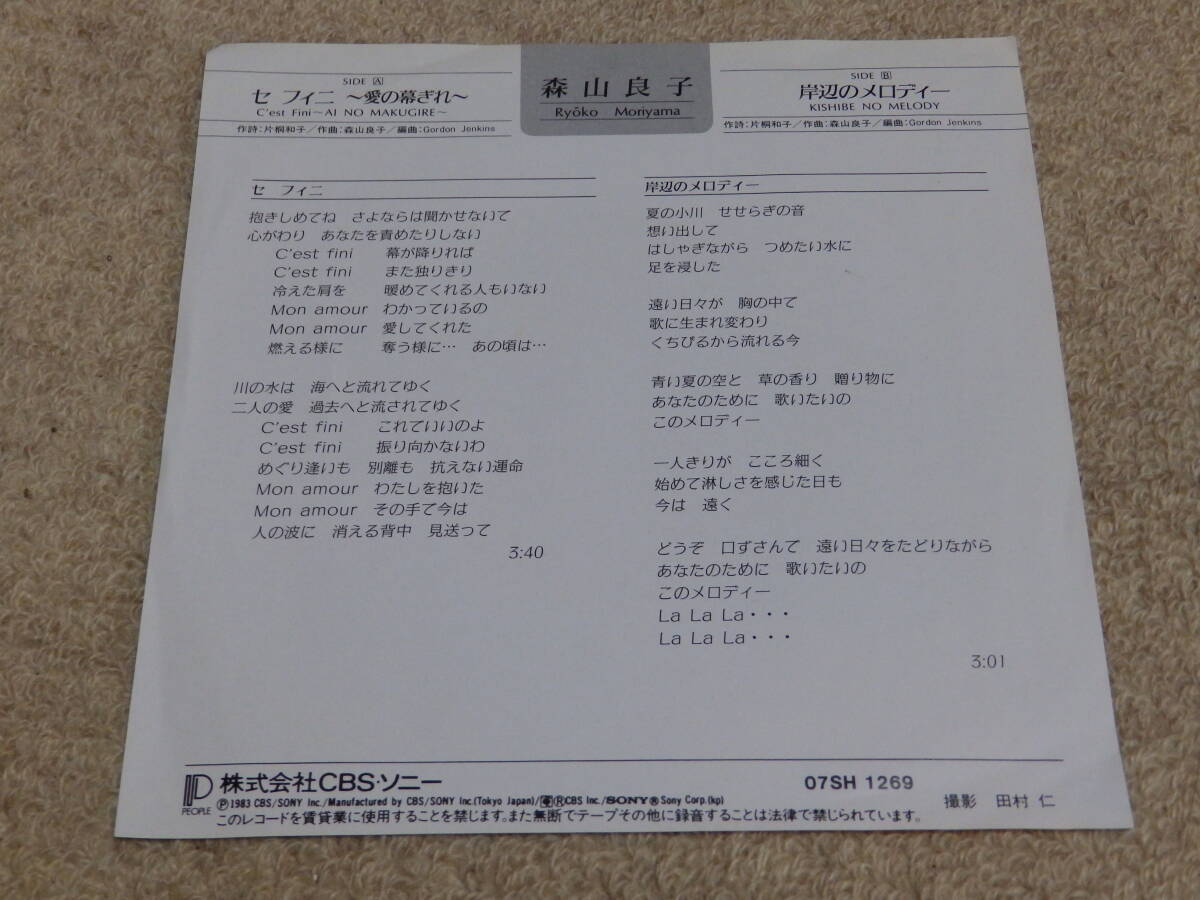 SIDE A
セ フィニ 〜愛の幕ぎれ〜
C'est Fini〜AI NO MAKUGIRE〜
作詩:片桐和子/作曲:森山良子/編曲:Gordon Jenkins
森山良子
Ryōko Moriyama
SIDE B
岸辺のメロディー
KISHIBE NO MELODY
作詩:片桐和子/作曲:森山良子/編曲:Gordon Jenkins
セ フィニ
抱きしめてね さよならは聞かせないで
心がわり あなたを責めたりしない
C'est fini 幕が降りれば
C'est fini また独りきり
冷えた肩を 暖めてくれる人もいない
Mon amour わかっているの
Mon amour 愛してくれた
燃える様に 奪う様に… あの頃は…
川の水は 海へと流れてゆく
二人の愛 過去へと流されてゆく
C'est fini これでいいのよ
C'est fini 振り向かないわ
めぐり逢いも 別離も 抗えない運命
Mon amour わたしを抱いた
Mon amour その手で今は
人の波に 消える背中 見送って
3:40
岸辺のメロディー
夏の小川 せせらぎの音
想い出して
はしゃぎながら つめたい水に
足を浸した
遠い日々が 胸の中で
歌に生まれ変わり
くちびるから流れる今
青い夏の空と 草の香り 贈り物に
あなたのために 歌いたいの
このメロディー
一人きりが こころ細く
始めて淋しさを感じた日も
今は 遠く
どうぞ 口ずさんで 遠い日々をたどりながら
あなたのために 歌いたいの
このメロディー
La La La・・・
La La La・・・
3:01
PEOPLE
株式会社CBS・ソニー
07SH 1269
撮影 田村 仁
Ⓟ1983 CBS/SONY Inc./Manufactured by CBS/SONY Inc.(Tokyo Japan)/ⓇCBS Inc./SONY®Sony Corp.(kp)
このレコードを賃貸業に使用することを禁じます。また無断でテープその他に録音することは法律で禁じられています。